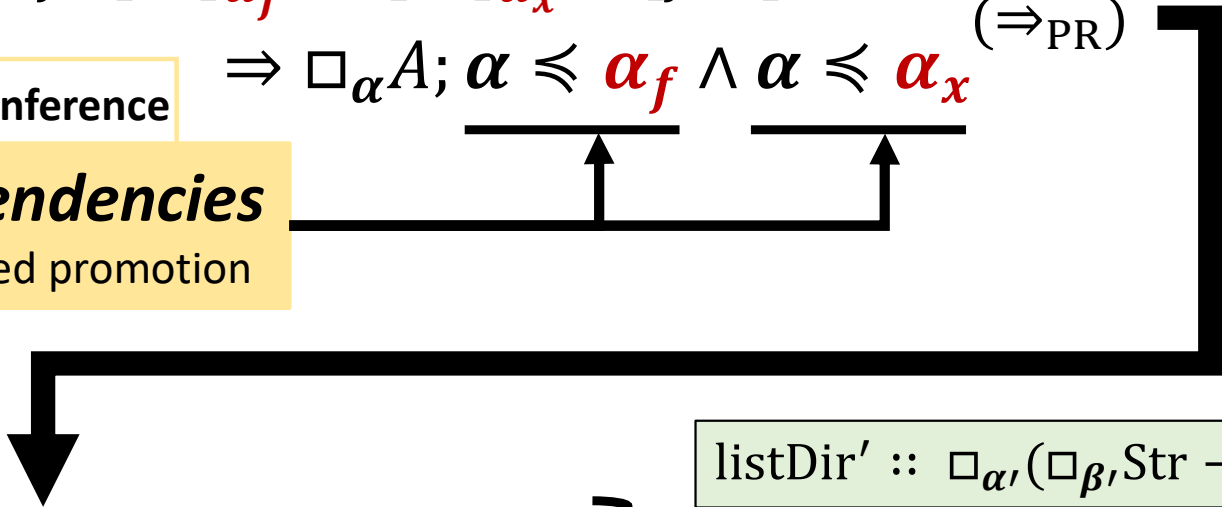 (⇒PR)
⇒ □αA; α ≼ αf ∧ α ≼ αx
nference
endencies
ed promotion
listDir′ :: □α′(□β′Str